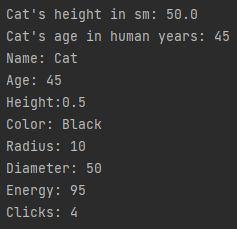 Cat's height in sm: 50.0
Cat's age in human years: 45
Name: Cat
Age: 45
Height:0.5
Color: Black
Radius: 10
Diameter: 50
Energy: 95
Clicks: 4